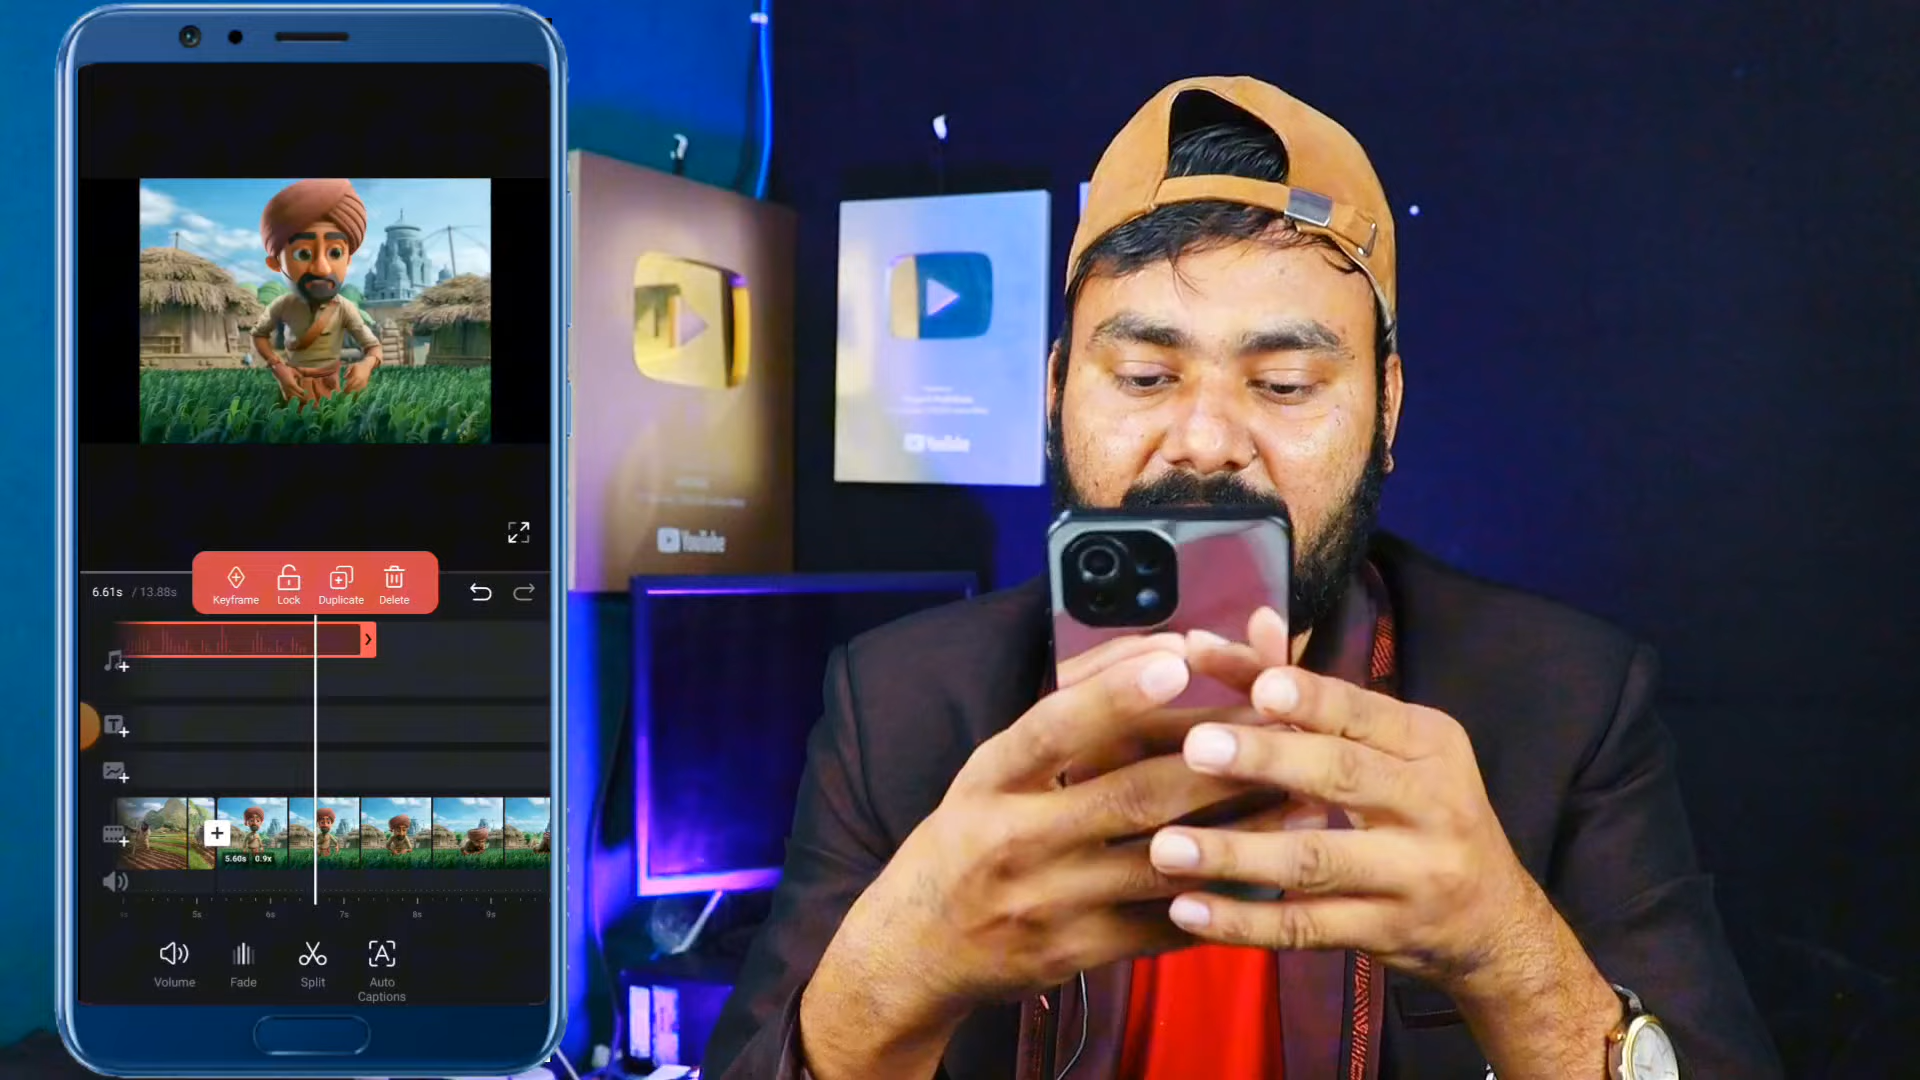 YouTube
YouTube
6.61s / 13.88s
Keyframe Lock Duplicate Delete
T
5.60s 0.9x
5s 6s 7s 8s 9s
Volume Fade Split Auto
Captions